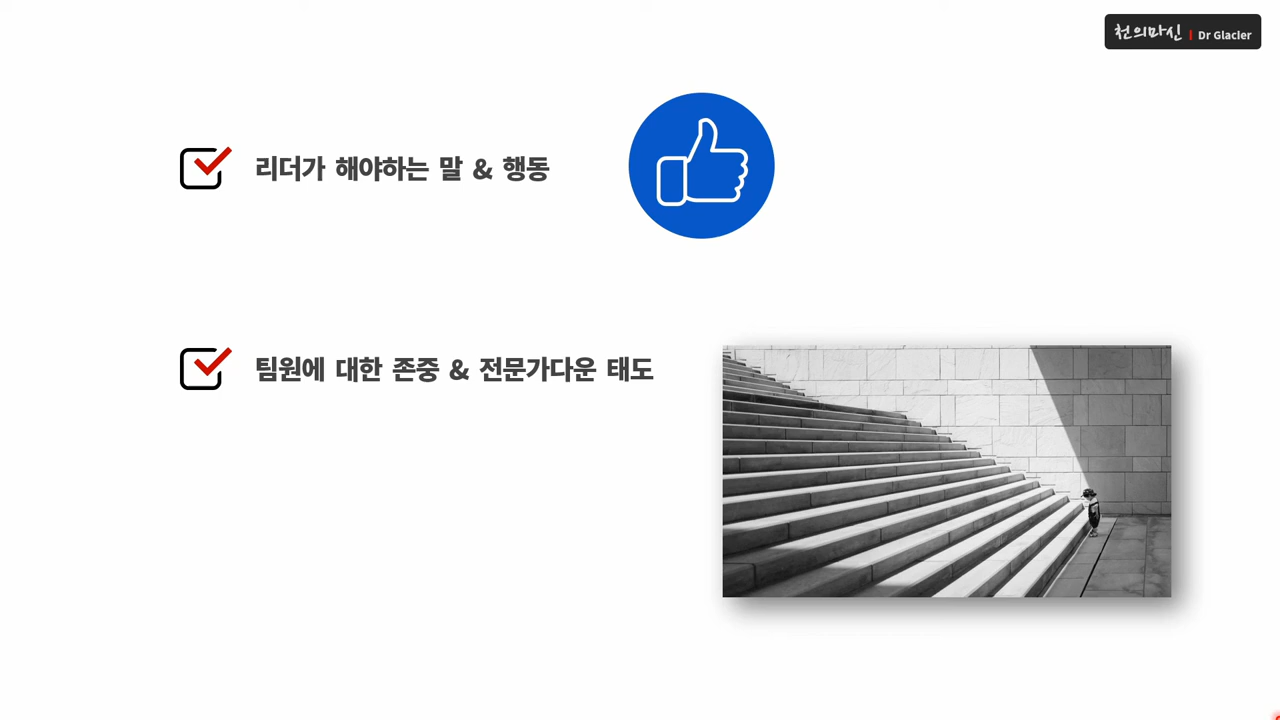 천의마신 | Dr Glacier
리더가 해야하는 말 & 행동
팀원에 대한 존중 & 전문가다운 태도